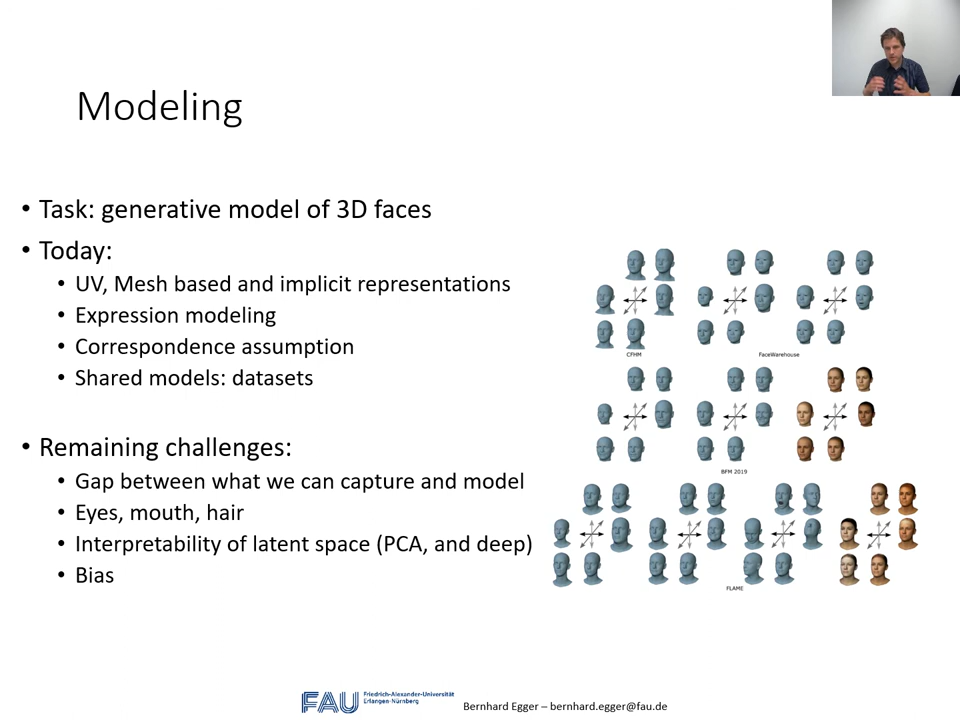 Modeling
• Task: generative model of 3D faces
• Today:
• UV, Mesh based and implicit representations
• Expression modeling
• Correspondence assumption
• Shared models: datasets
• Remaining challenges:
• Gap between what we can capture and model
• Eyes, mouth, hair
• Interpretability of latent space (PCA, and deep)
• Bias
CFHM
FaceWarehouse
BFM 2019
FLAME
FAU
Friedrich-Alexander-Universität
Erlangen-Nürnberg
Bernhard Egger – bernhard.egger@fau.de